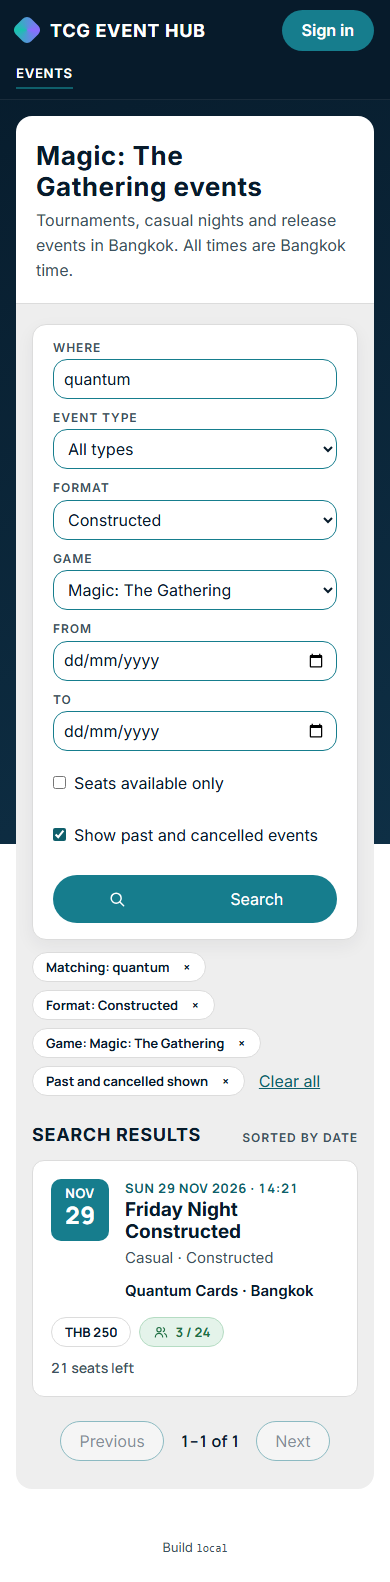 TCG EVENT HUB
Sign in
EVENTS
Magic: The
Gathering events
Tournaments, casual nights and release
events in Bangkok. All times are Bangkok
time.
WHERE
quantum
EVENT TYPE
All types
FORMAT
Constructed
GAME
Magic: The Gathering
FROM
dd/mm/yyyy
TO
dd/mm/yyyy
Seats available only
Show past and cancelled events
Search
Matching: quantum ×
Format: Constructed ×
Game: Magic: The Gathering ×
Past and cancelled shown ×
Clear all
SEARCH RESULTS
SORTED BY DATE
NOV
29
SUN 29 NOV 2026 · 14:21
Friday Night
Constructed
Casual · Constructed
Quantum Cards · Bangkok
THB 250
3 / 24
21 seats left
Previous
1–1 of 1
Next
Build local